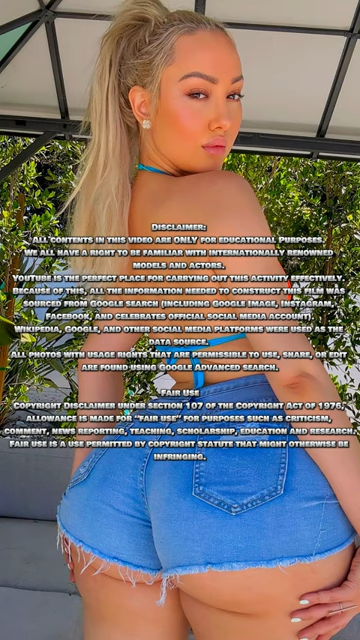 Disclaimer:
All contents in this video are ONLY for educational purposes.
We all have a right to be familiar with internationally renowned
models and actors.
YouTube is the perfect place for carrying out this activity effectively.
Because of this, all the information needed to construct this film was
sourced from Google search (including Google Image, Instagram,
Facebook, and celebrates official social media account)
Wikipedia, Google, and other social media platforms were used as the
data source.
All photos with usage rights that are permissible to use, share, or edit
are found using Google Advanced search.
Fair Use
Copyright Disclaimer under section 107 of the Copyright Act of 1976,
allowance is made for "fair use" for purposes such as criticism,
comment, news reporting, teaching, scholarship, education and research.
Fair use is a use permitted by copyright statute that might otherwise be
infringing.